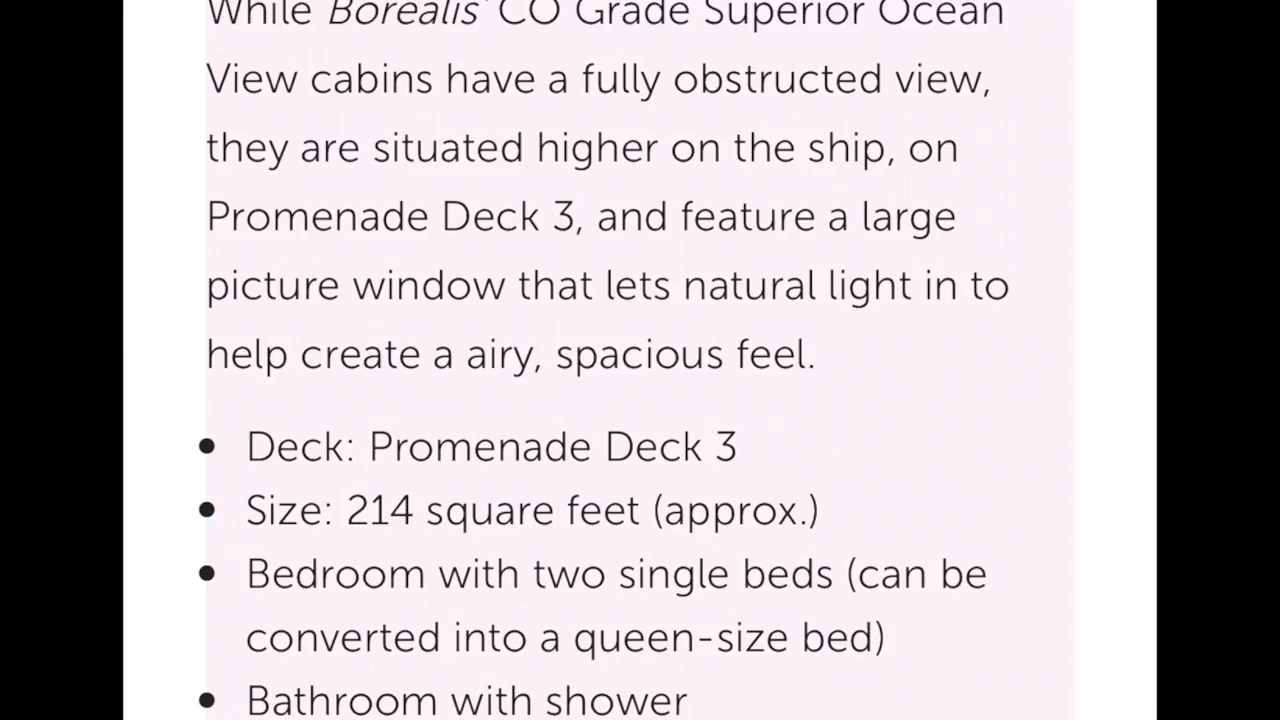 While Borealis' CO Grade Superior Ocean
View cabins have a fully obstructed view,
they are situated higher on the ship, on
Promenade Deck 3, and feature a large
picture window that lets natural light in to
help create a airy, spacious feel.
• Deck: Promenade Deck 3
• Size: 214 square feet (approx.)
• Bedroom with two single beds (can be
converted into a queen-size bed)
• Bathroom with shower